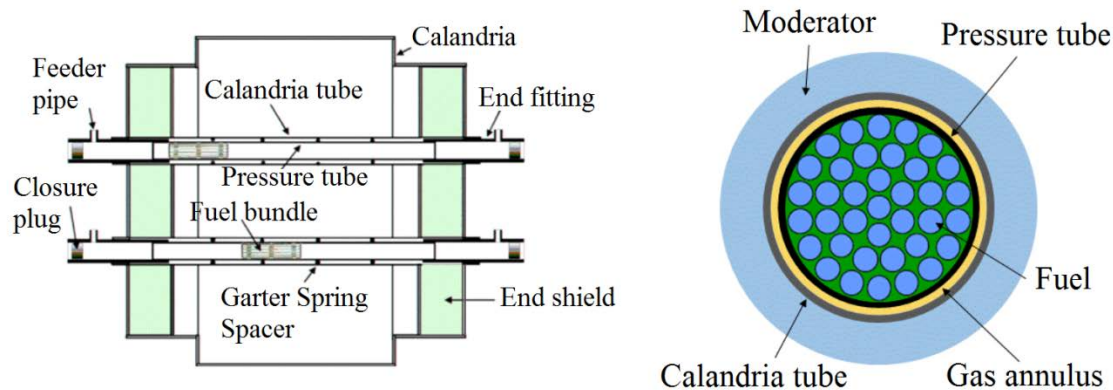 Calandria
Feeder
pipe
Calandria tube
End fitting
Pressure tube
Closure
plug
Fuel bundle
Garter Spring
Spacer
End shield
Moderator
Pressure tube
Fuel
Calandria tube
Gas annulus